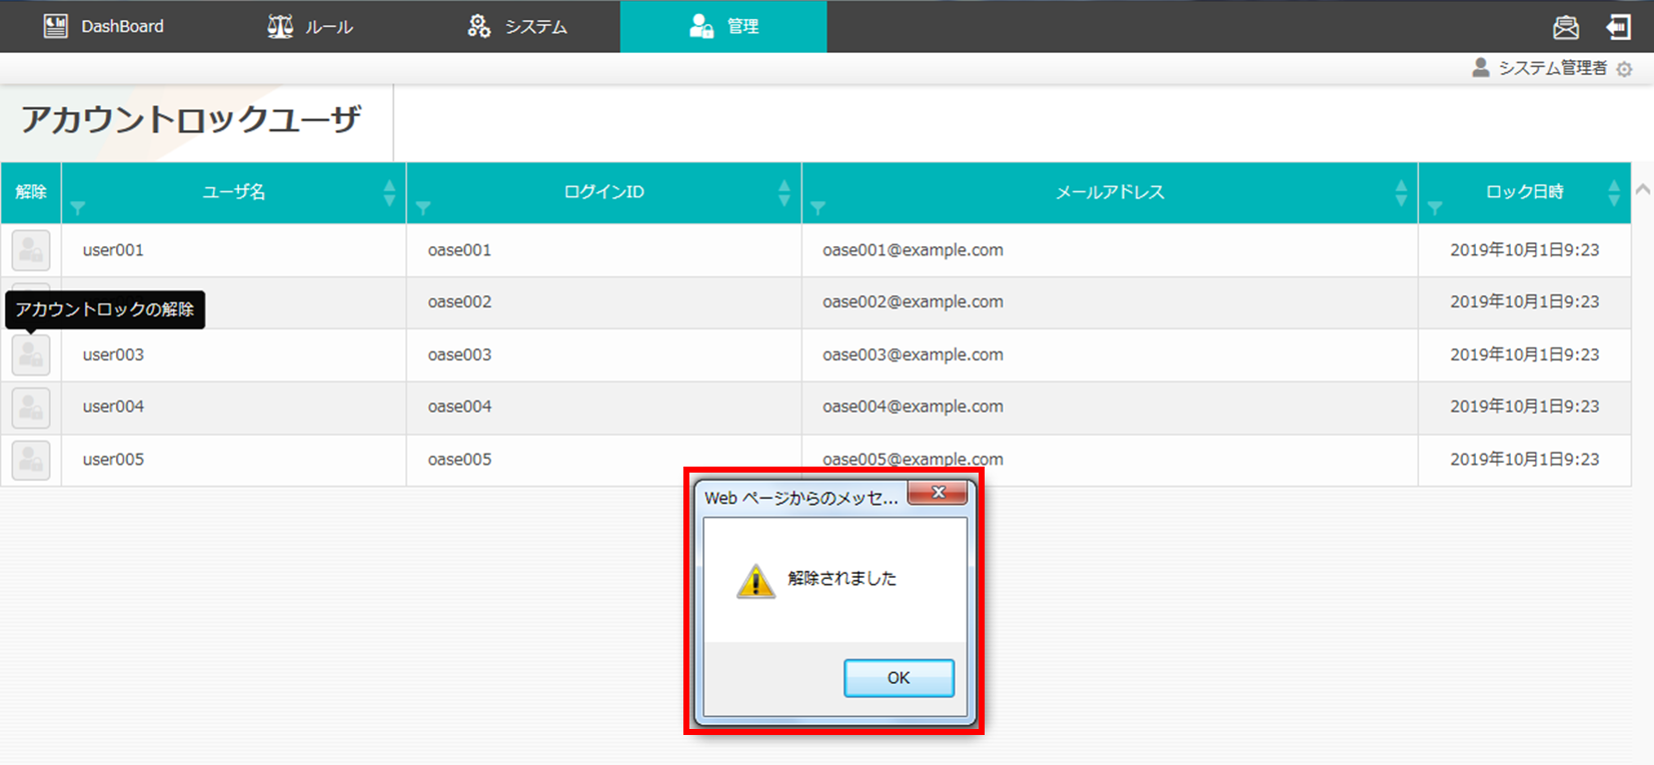 DashBoard ルール システム 管理
システム管理者
アカウントロックユーザ
解除 ユーザ名 ログインID メールアドレス ロック日時
user001 oase001 oase001@example.com 2019年10月1日9:23
oase002 oase002@example.com 2019年10月1日9:23
アカウントロックの解除
user003 oase003 oase003@example.com 2019年10月1日9:23
user004 oase004 oase004@example.com 2019年10月1日9:23
user005 oase005 oase005@example.com 2019年10月1日9:23
Web ページからのメッセ...
解除されました
OK